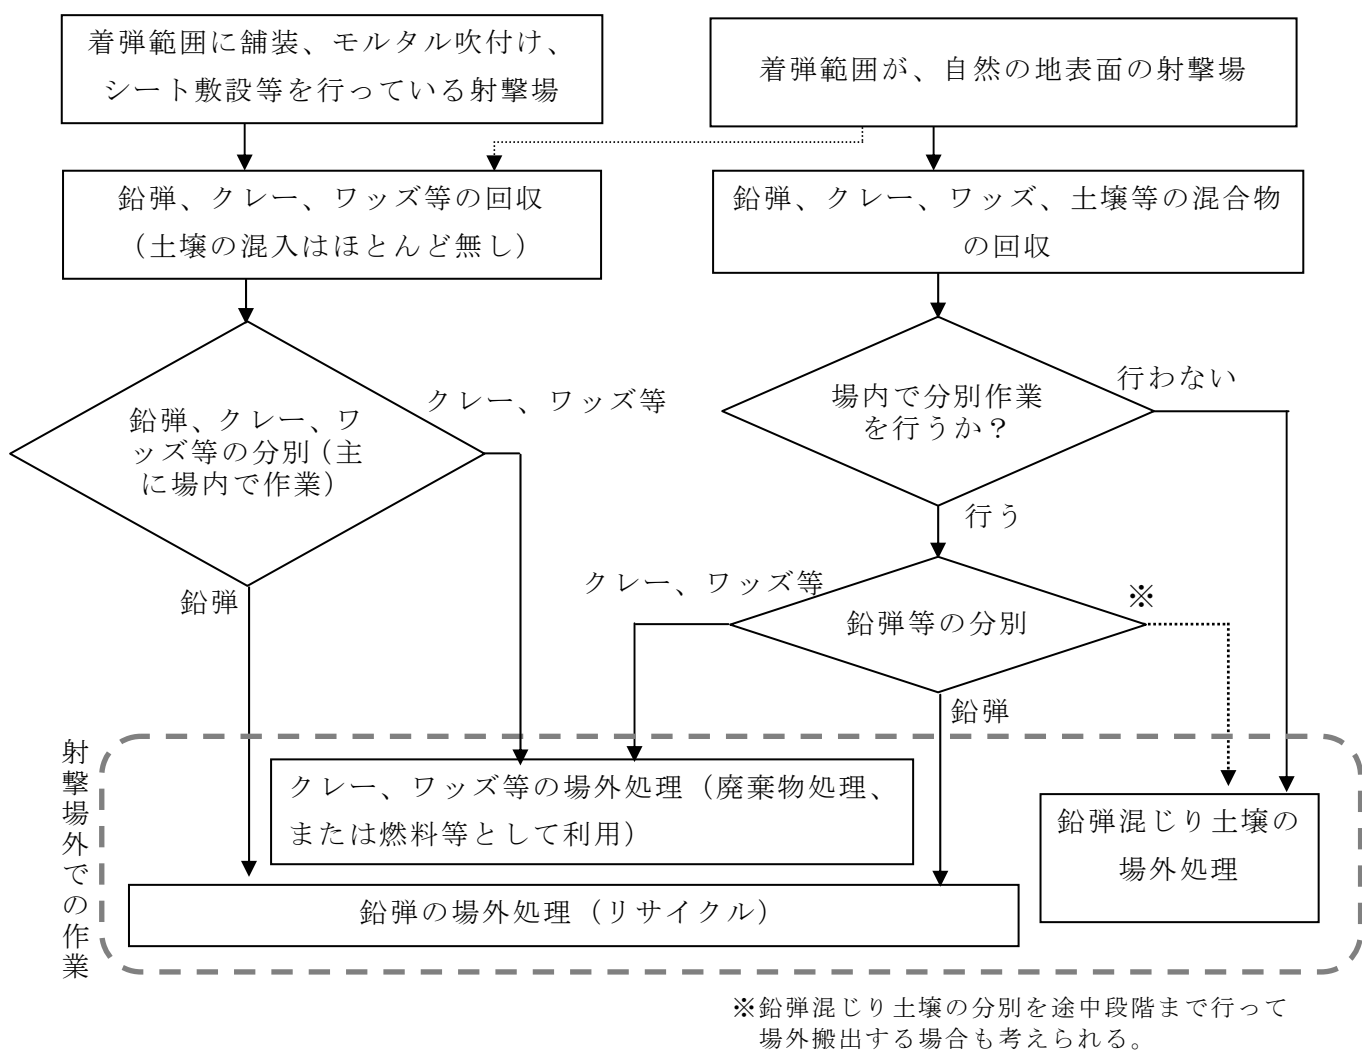 着弾範囲に舗装、モルタル吹付け、
シート敷設等を行っている射撃場
着弾範囲が、自然の地表面の射撃場
鉛弾、クレー、ワッズ等の回収
（土壌の混入はほとんど無し）
鉛弾、クレー、ワッズ、土壌等の混合物
の回収
鉛弾、クレー、ワ
ッズ等の分別（主
に場内で作業）
クレー、ワッズ等
鉛弾
場内で分別作業
を行うか？
行わない
行う
クレー、ワッズ等
鉛弾等の分別
※
鉛弾
射撃場外での作業
クレー、ワッズ等の場外処理（廃棄物処理、
または燃料等として利用）
鉛弾混じり土壌の
場外処理
鉛弾の場外処理（リサイクル）
※鉛弾混じり土壌の分別を途中段階まで行って
場外搬出する場合も考えられる。